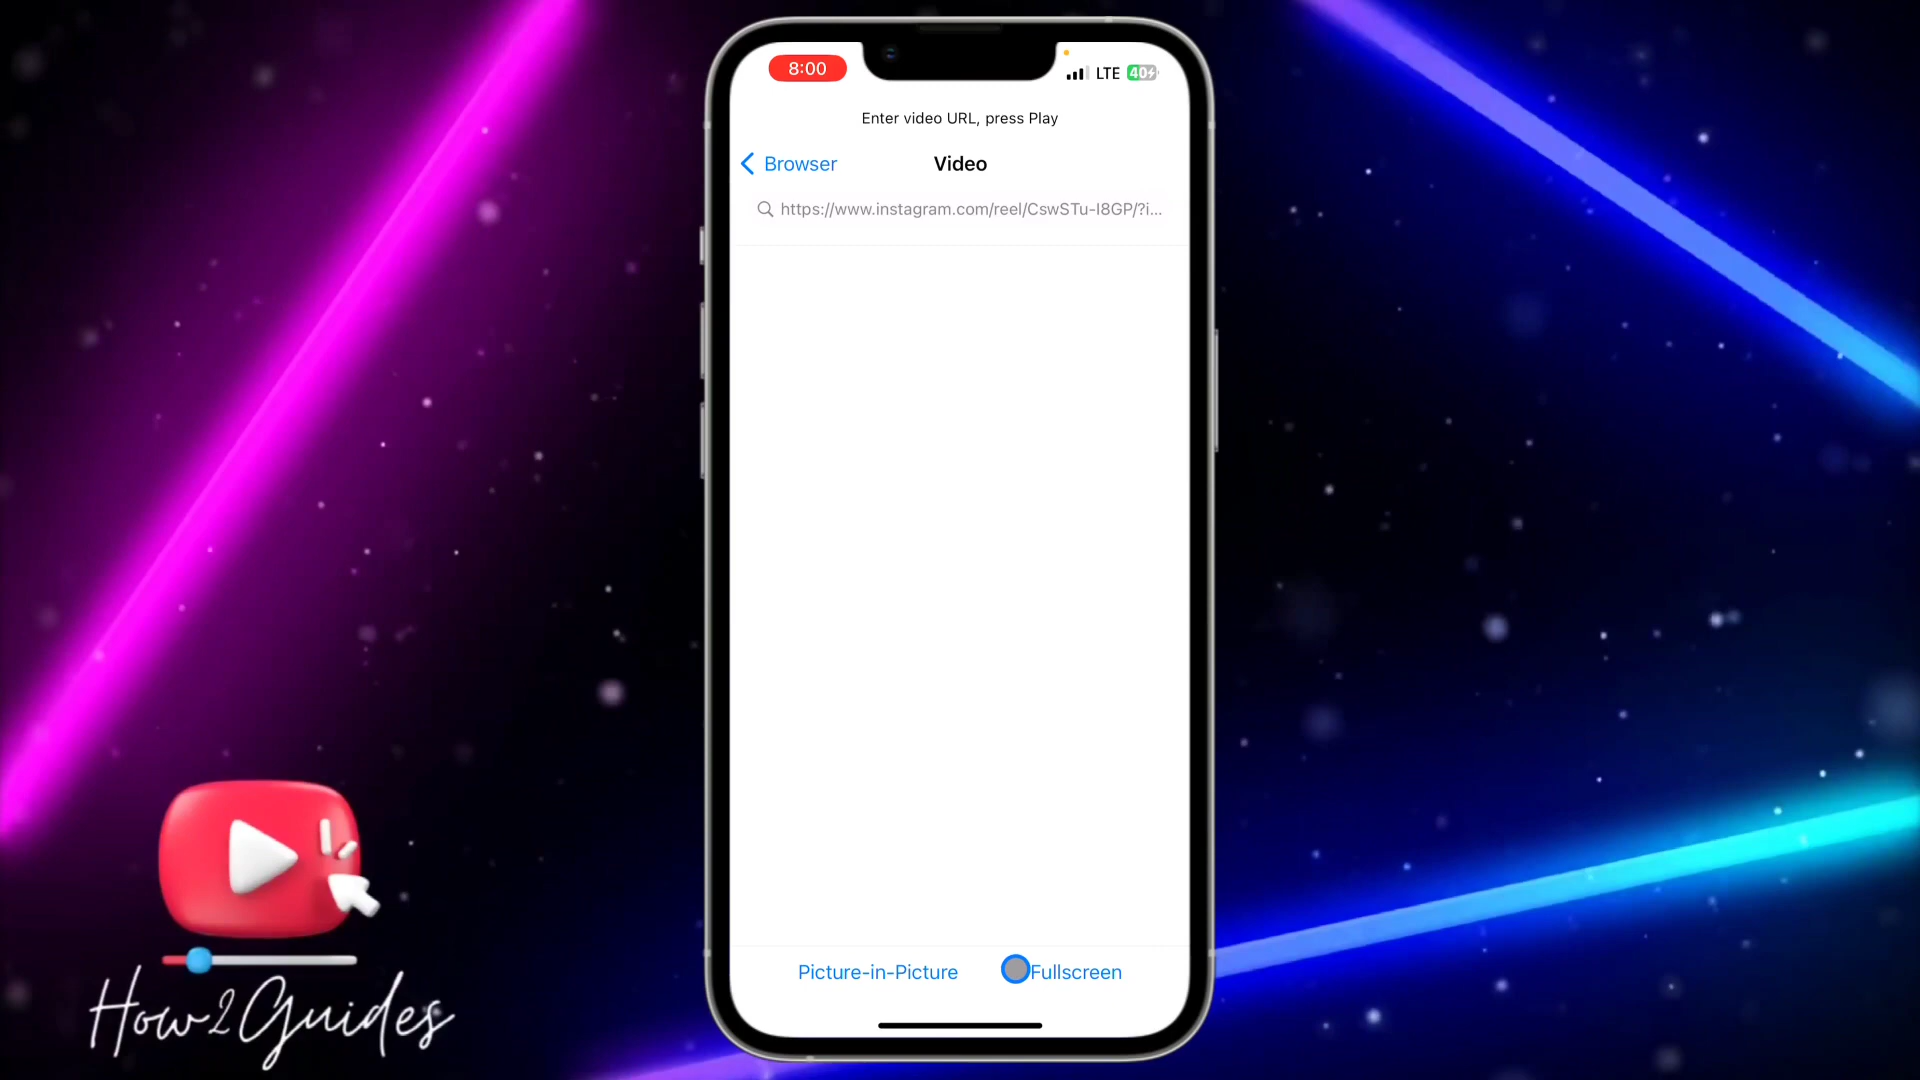 8:00 LTE 40
Enter video URL, press Play
Browser Video
https://www.instagram.com/reel/CswSTu-I8GP/?i...
Picture-in-Picture Fullscreen
How2Guides